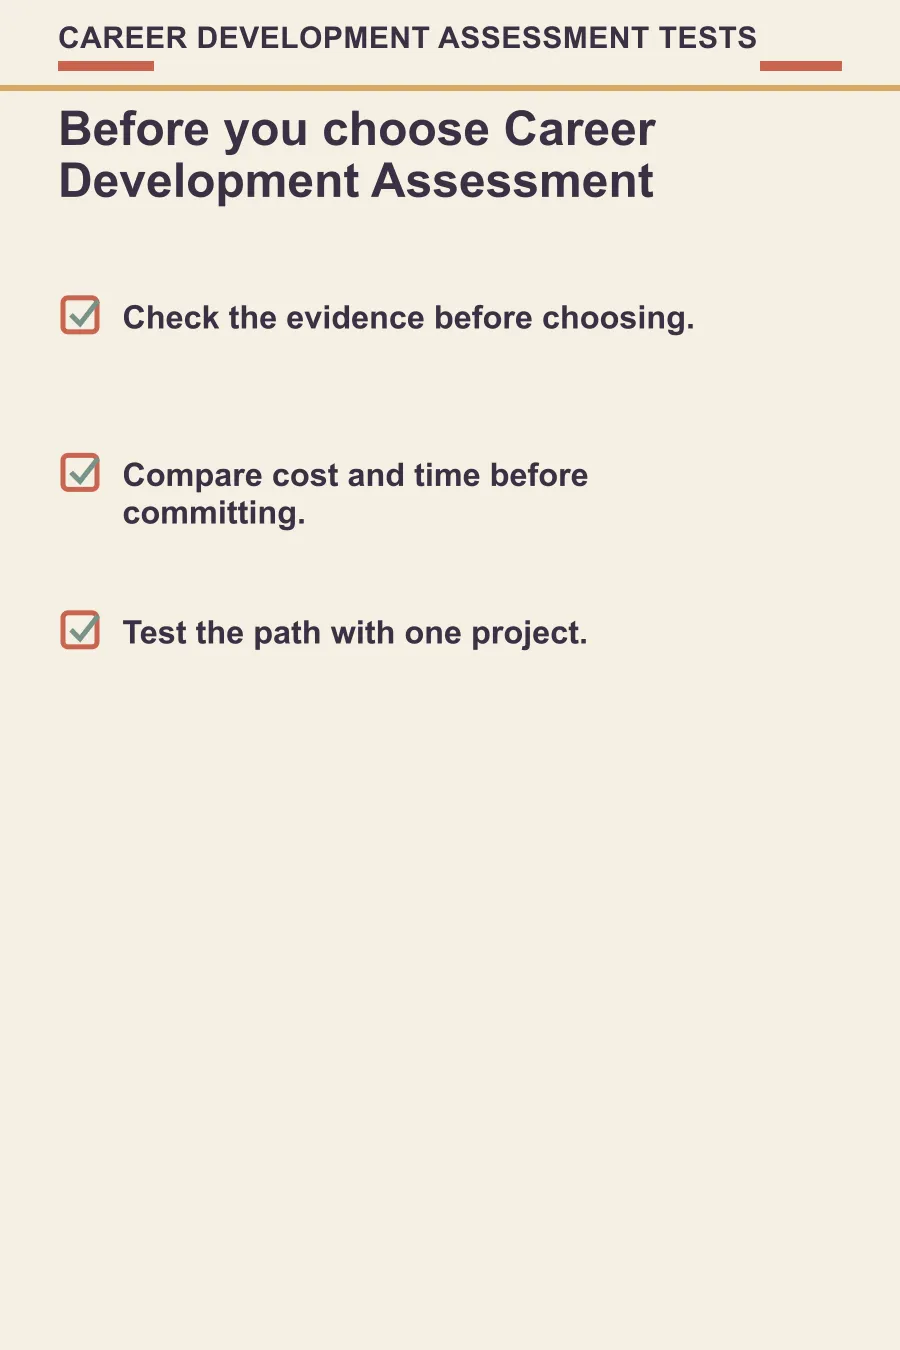 CAREER DEVELOPMENT ASSESSMENT TESTS
Before you choose Career
Development Assessment
Check the evidence before choosing.
Compare cost and time before
committing.
Test the path with one project.